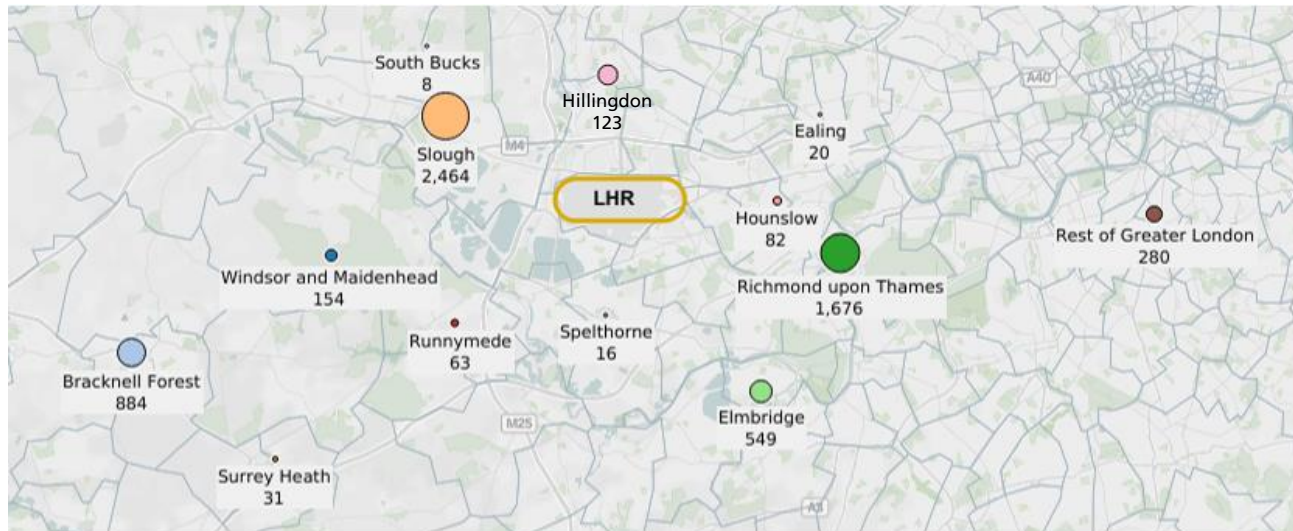 South Bucks
8
Hillingdon
123
A40
Slough
2,464
M4
Ealing
20
LHR
Hounslow
82
Rest of Greater London
280
Windsor and Maidenhead
154
Richmond upon Thames
1,676
Runnymede
63
Spelthorne
16
Bracknell Forest
884
Elmbridge
549
M25
Surrey Heath
31
A3